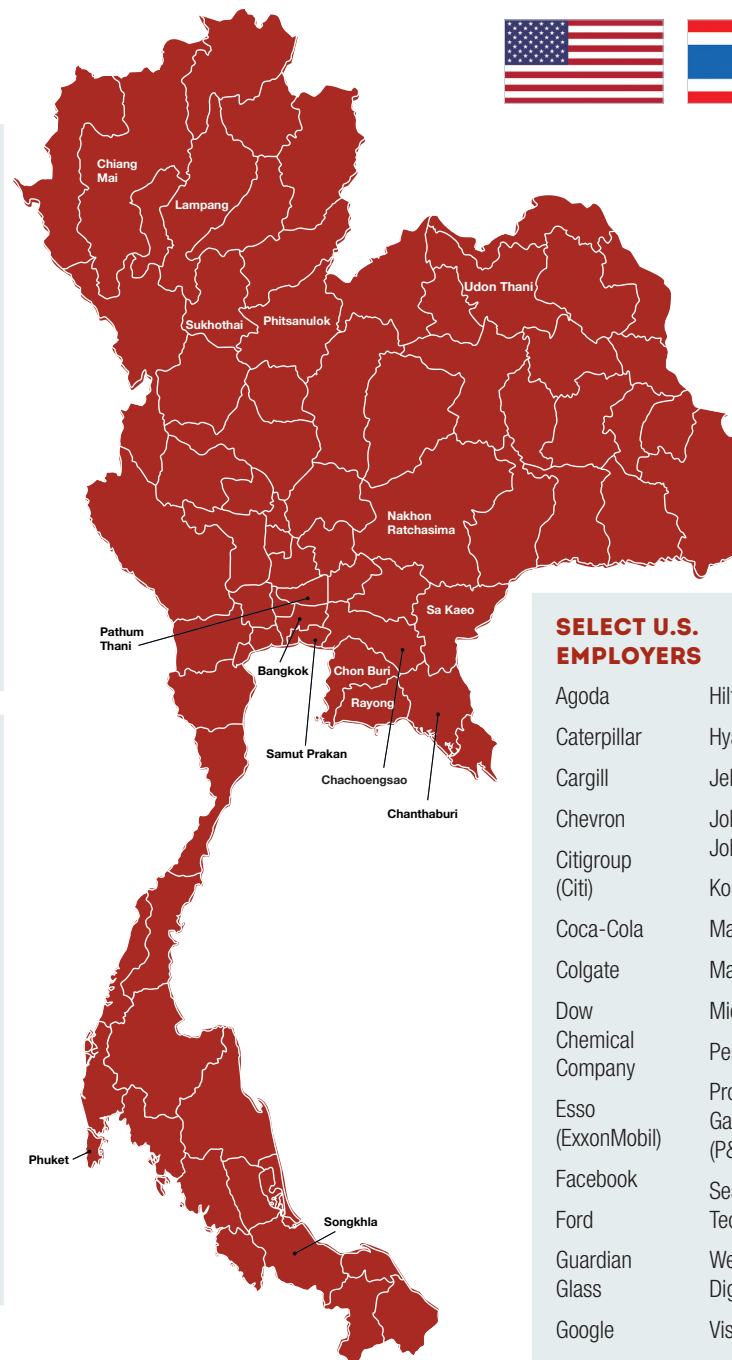 Chiang
Mai
Lampang
Udon Thani
Sukhothai
Phitsanulok
Nakhon
Ratchasima
Sa Kaeo
Pathum
Thani
Bangkok
Chon Buri
Rayong
Samut Prakan
Chachoengsao
Chanthaburi
Phuket
Songkhla
SELECT U.S.
EMPLOYERS
Agoda
Caterpillar
Cargill
Chevron
Citigroup
(Citi)
Coca-Cola
Colgate
Dow
Chemical
Company
Esso
(ExxonMobil)
Facebook
Ford
Guardian
Glass
Google